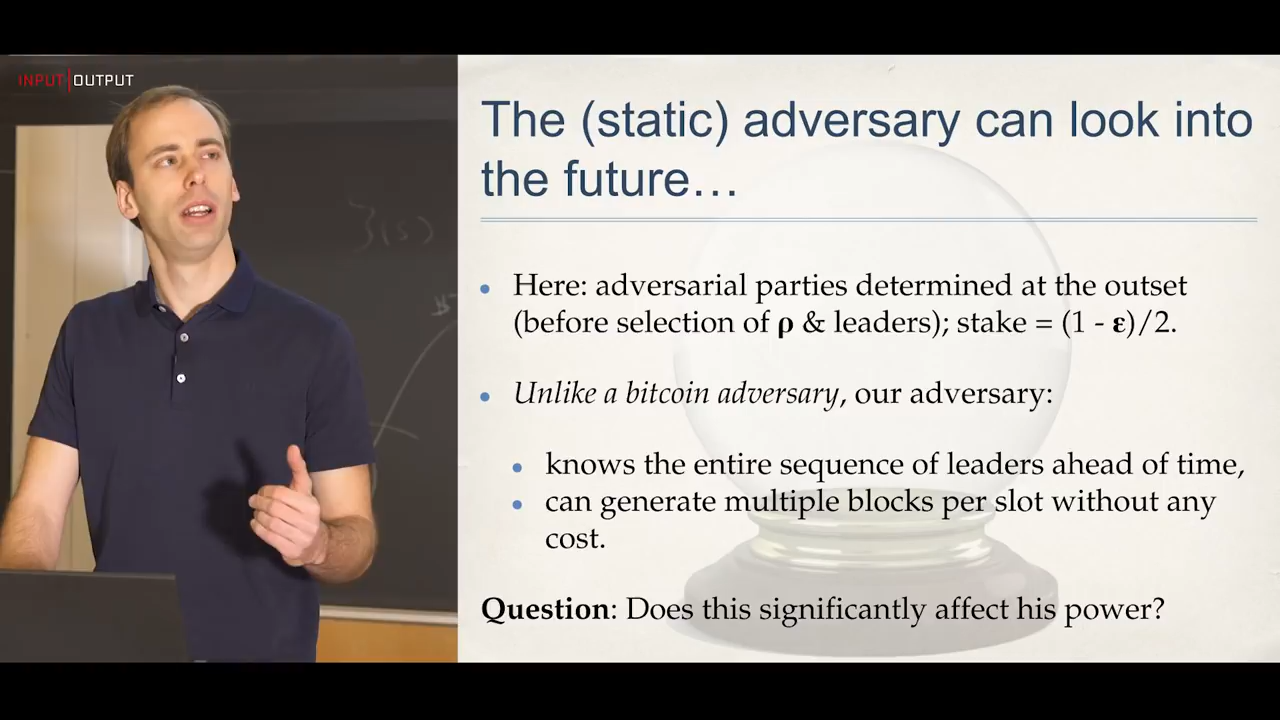 INPUT|OUTPUT
The (static) adversary can look into
the future…
• Here: adversarial parties determined at the outset
(before selection of ρ & leaders); stake = (1 - ε)/2.
• Unlike a bitcoin adversary, our adversary:
• knows the entire sequence of leaders ahead of time,
• can generate multiple blocks per slot without any
cost.
Question: Does this significantly affect his power?